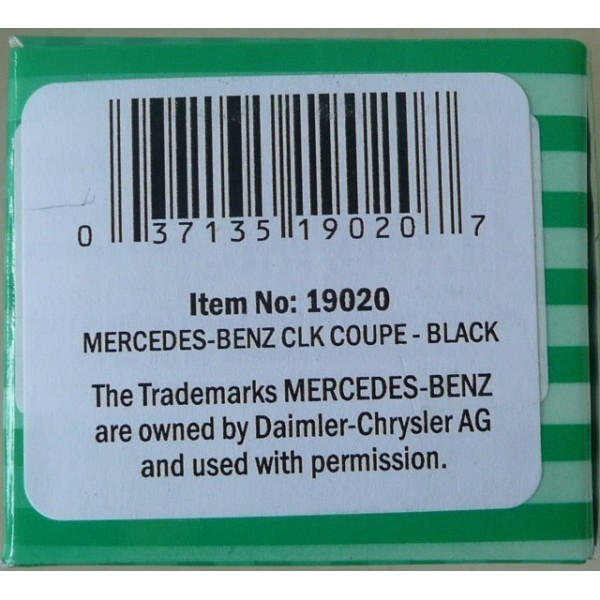 0 37135 19020 7
Item No: 19020
MERCEDES-BENZ CLK COUPE - BLACK
The Trademarks MERCEDES-BENZ
are owned by Daimler-Chrysler AG
and used with permission.